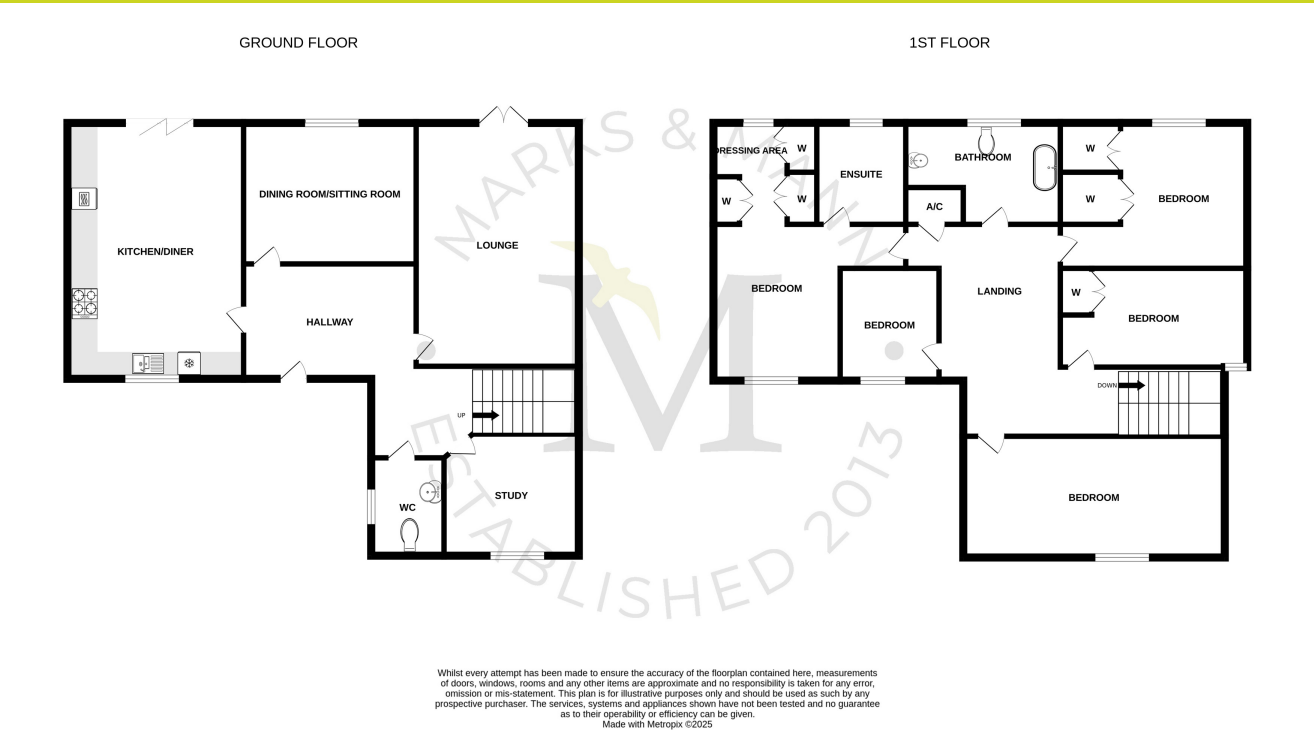 GROUND FLOOR
1ST FLOOR
MARKS & MANN
ESTABLISHED 2013
M
KITCHEN/DINER
DINING ROOM/SITTING ROOM
LOUNGE
HALLWAY
UP
WC
STUDY
DRESSING AREA
W
W
W
ENSUITE
BATHROOM
A/C
W
W
BEDROOM
BEDROOM
BEDROOM
LANDING
W
BEDROOM
DOWN
BEDROOM
Whilst every attempt has been made to ensure the accuracy of the floorplan contained here, measurements
of doors, windows, rooms and any other items are approximate and no responsibility is taken for any error,
omission or mis-statement. This plan is for illustrative purposes only and should be used as such by any
prospective purchaser. The services, systems and appliances shown have not been tested and no guarantee
as to their operability or efficiency can be given.
Made with Metropix ©2025